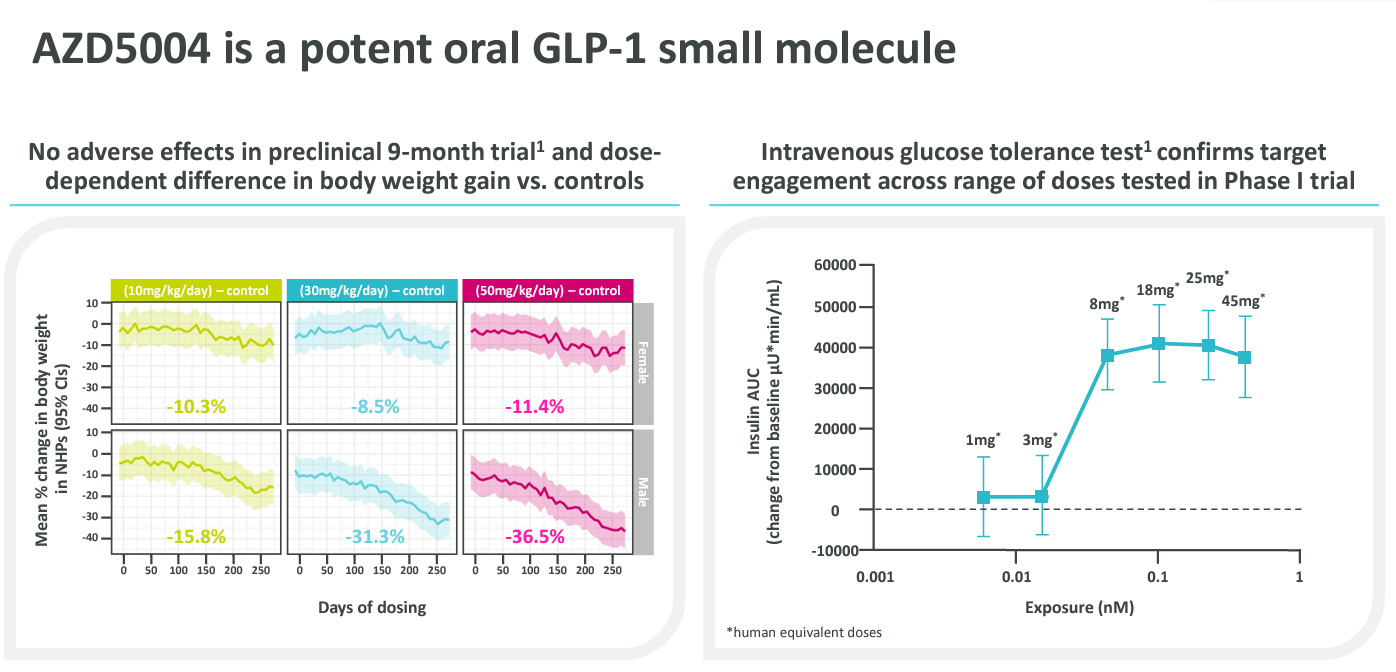 AZD5004 is a potent oral GLP-1 small molecule
No adverse effects in preclinical 9-month trial¹ and dose-
dependent difference in body weight gain vs. controls
(10mg/kg/day) – control
(30mg/kg/day) – control
(50mg/kg/day) – control
Mean % change in body weight
in NHPs (95% CIs)
10
0
-10
-20
-30
-40
-10.3%
-8.5%
-11.4%
Female
10
0
-10
-20
-30
-40
-15.8%
-31.3%
-36.5%
Male
0 50 100 150 200 250
0 50 100 150 200 250
0 50 100 150 200 250
Days of dosing
Intravenous glucose tolerance test¹ confirms target
engagement across range of doses tested in Phase I trial
Insulin AUC
(change from baseline µU*min/mL)
60000
50000
40000
30000
20000
10000
0
-10000
1mg*
3mg*
8mg*
18mg*
25mg*
45mg*
0.001 0.01 0.1 1
Exposure (nM)
*human equivalent doses